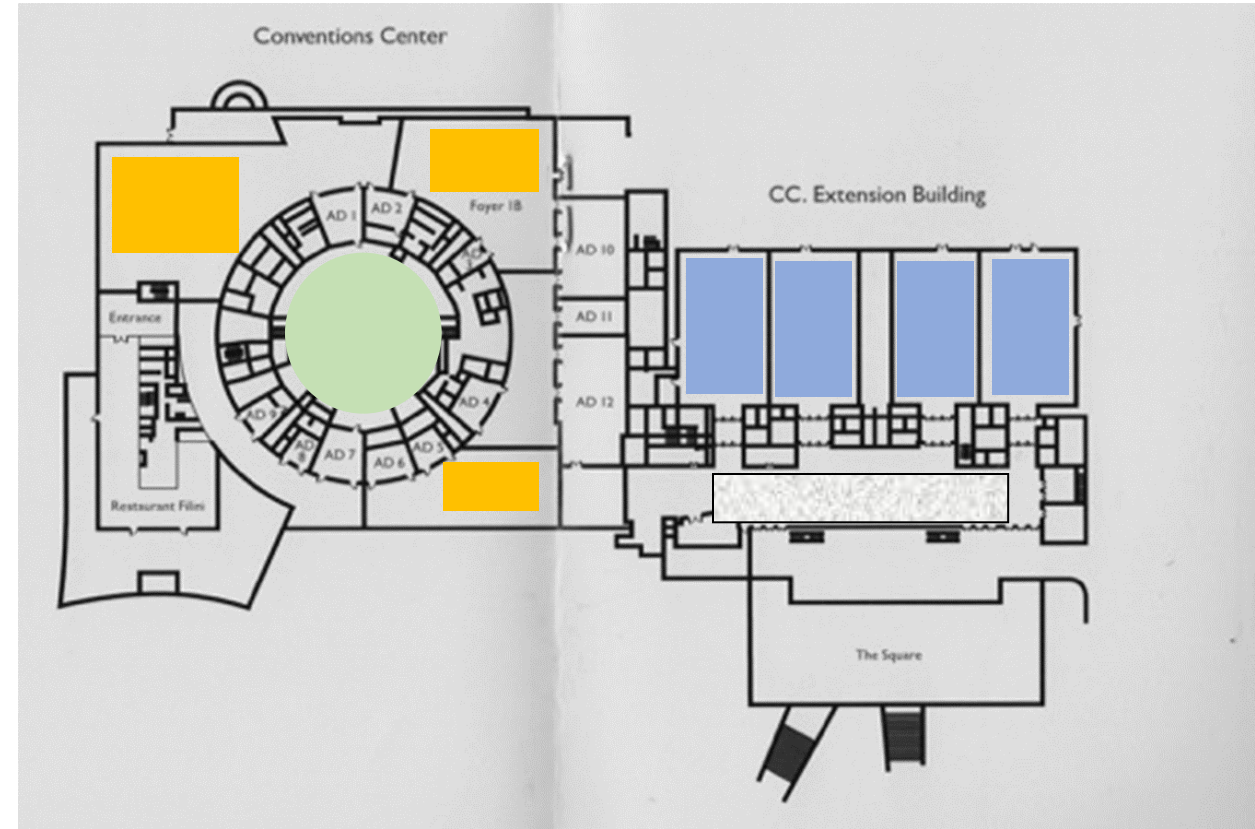 Conventions Center
CC. Extension Building
AD 1
AD 2
Foyer 1B
AD
AD 10
Entrance
AD 11
AD 4
AD 12
AD 9
AD
8
AD 7
AD 6
AD 5
Restaurant Filini
The Square